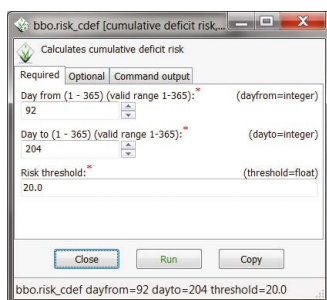 bbo.risk_cdef [cumulative deficit risk,...
Calculates cumulative deficit risk
Required Optional Command output
Day from (1 - 365) (valid range 1-365):* (dayfrom=integer)
92
Day to (1 - 365) (valid range 1-365):* (dayto=integer)
204
Risk threshold:* (threshold=float)
20.0
Close Run Copy
bbo.risk_cdef dayfrom=92 dayto=204 threshold=20.0